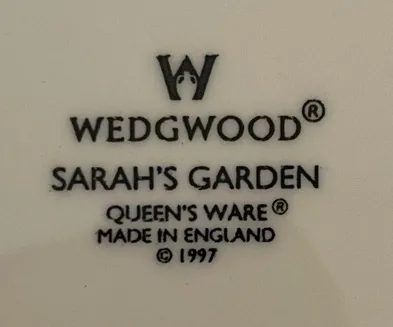 W
WEDGWOOD®
SARAH'S GARDEN
QUEEN'S WARE®
MADE IN ENGLAND
© 1997